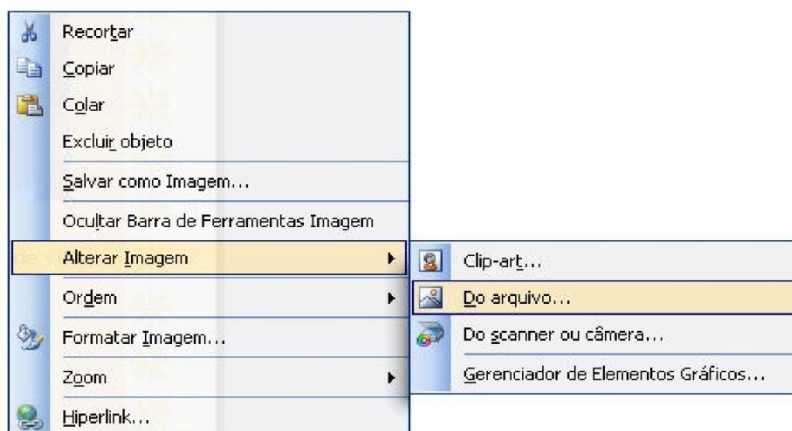 Recortar
Copiar
Colar
Excluir objeto
Salvar como Imagem...
Ocultar Barra de Ferramentas Imagem
Alterar Imagem
Ordem
Formatar Imagem...
Zoom
Hiperlink...
Clip-art...
Do arquivo...
Do scanner ou câmera...
Gerenciador de Elementos Gráficos...